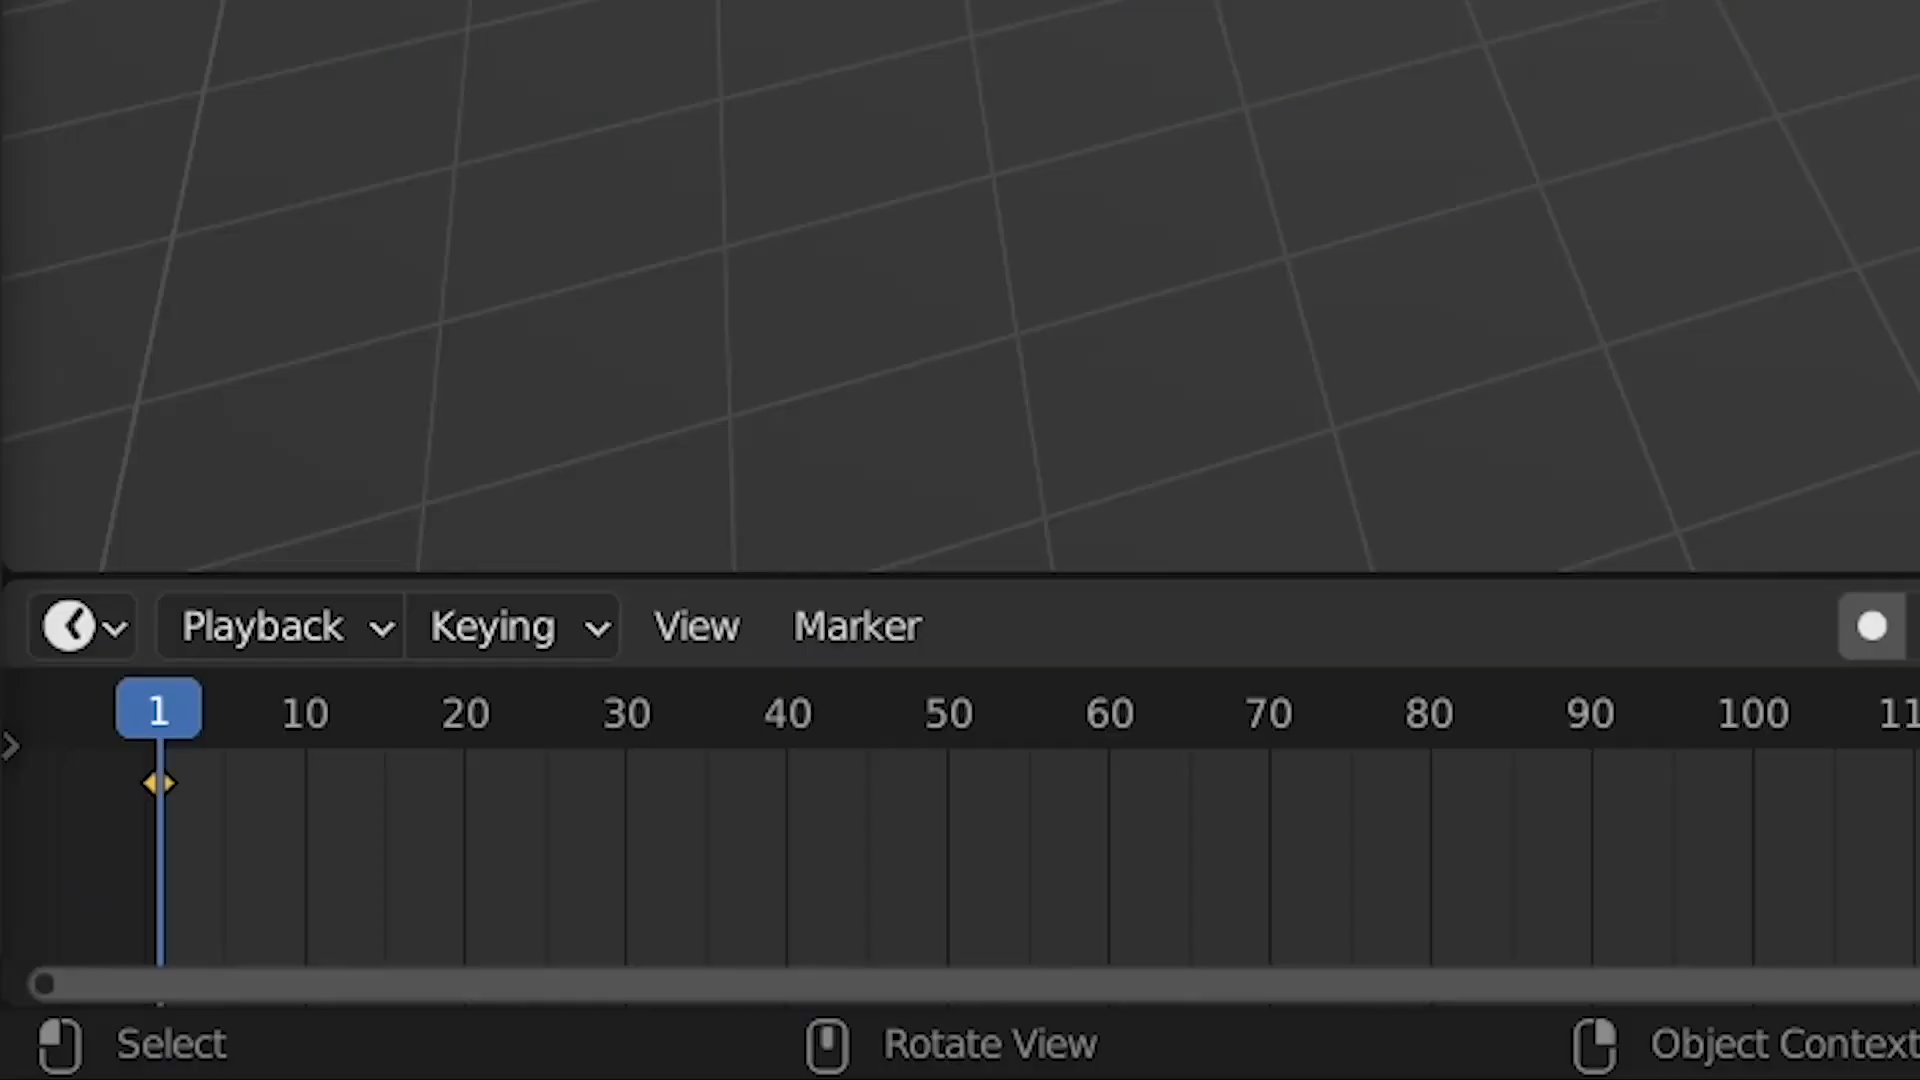 Playback Keying View Marker
1 10 20 30 40 50 60 70 80 90 100 11
Select Rotate View Object Context